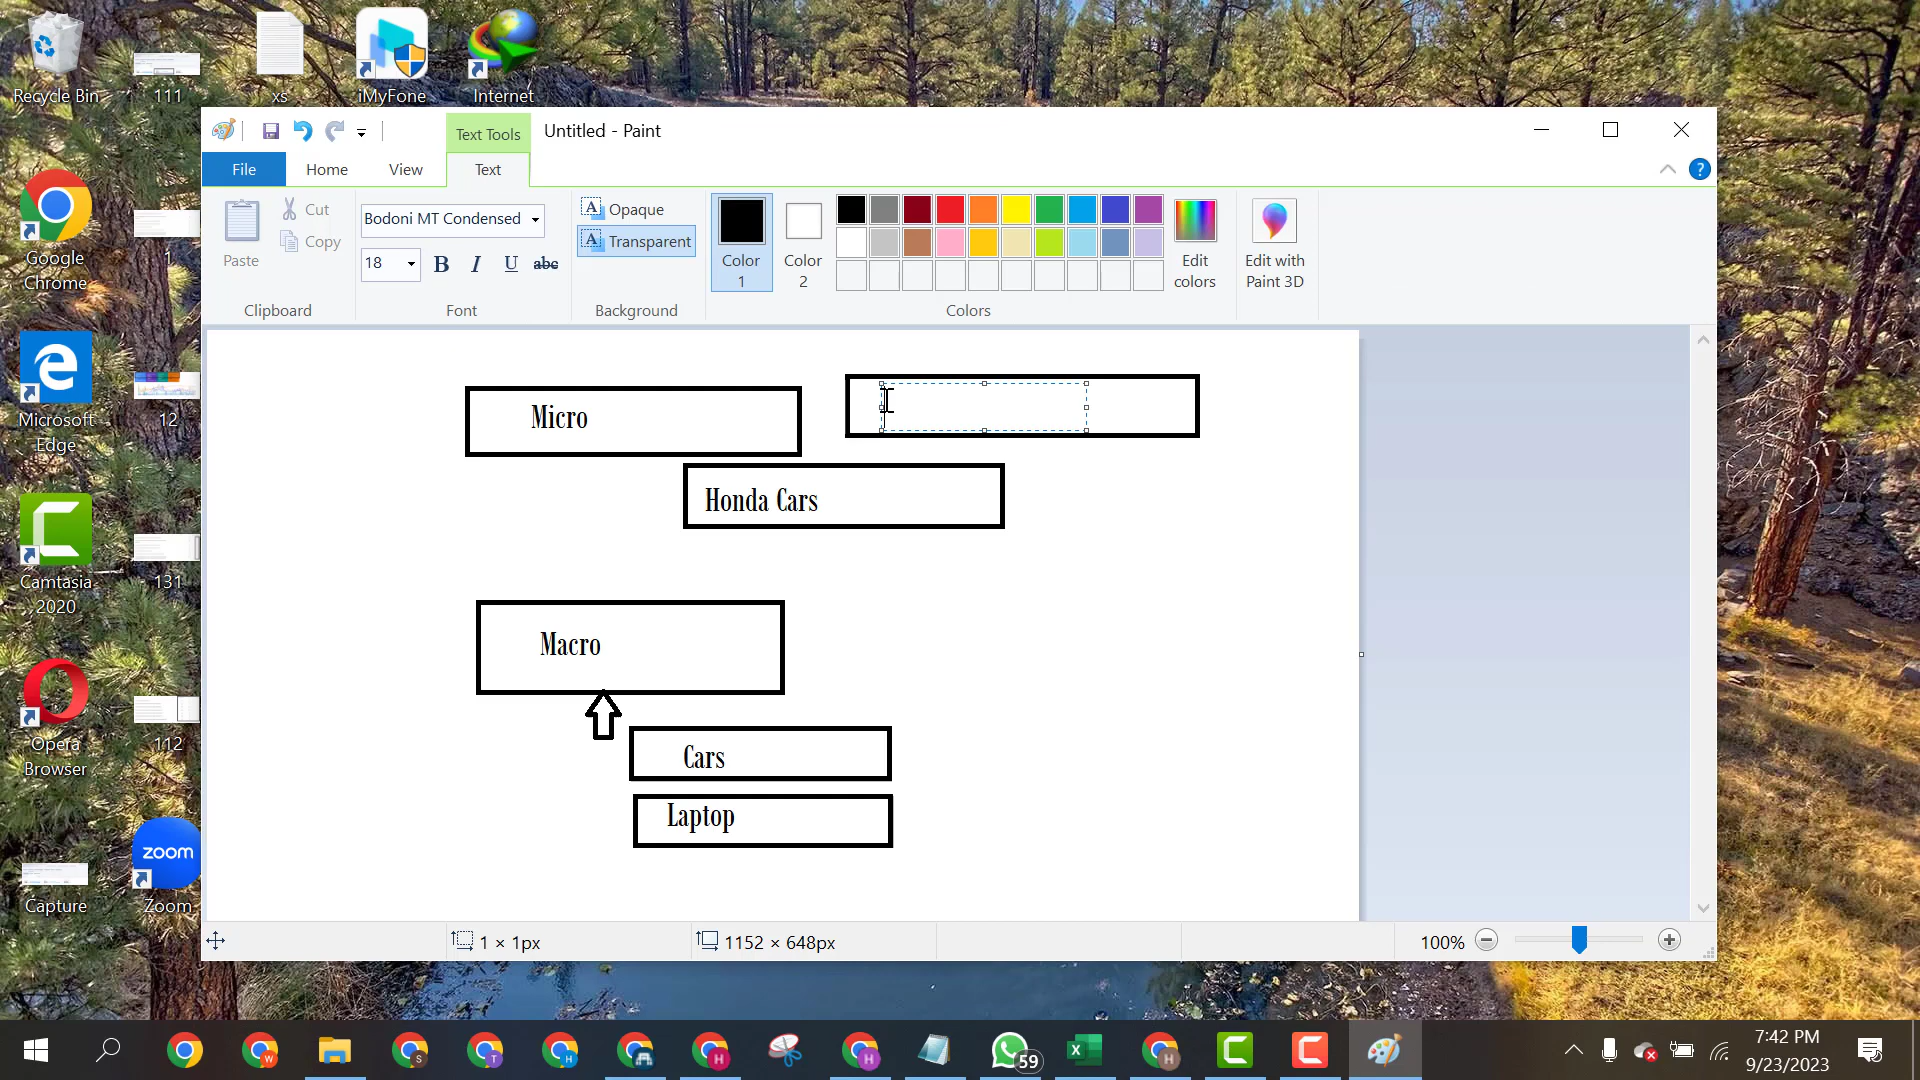 Recycle Bin
111
xs
iMyFone
Internet
Text Tools
Untitled - Paint
File
Home
View
Text
?
Paste
Cut
Copy
Clipboard
Bodoni MT Condensed
18
B I U abc
Font
A Opaque
A Transparent
Background
Color 1
Color 2
Edit colors
Colors
Edit with Paint 3D
Google Chrome
1
Microsoft Edge
12
Camtasia 2020
131
Opera Browser
112
Capture
zoom
Zoom
Micro
Honda Cars
Macro
Cars
Laptop
1 × 1px
1152 × 648px
100%
W
S
T
H
H
H
59
X
H
7:42 PM
9/23/2023